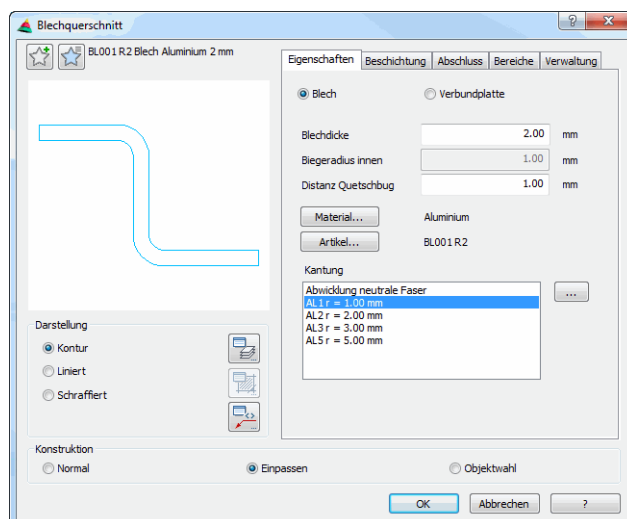 Blechquerschnitt
?
BL001 R2 Blech Aluminium 2 mm
Eigenschaften Beschichtung Abschluss Bereiche Verwaltung
Blech Verbundplatte
Blechdicke 2.00 mm
Biegeradius innen 1.00 mm
Distanz Quetschbug 1.00 mm
Material... Aluminium
Artikel... BL001 R2
Kantung
Abwicklung neutrale Faser
AL1 r = 1.00 mm
AL2 r = 2.00 mm
AL3 r = 3.00 mm
AL5 r = 5.00 mm
...
Darstellung
Kontur
Liniert
Schraffiert
Konstruktion
Normal Einpassen Objektwahl
OK Abbrechen ?